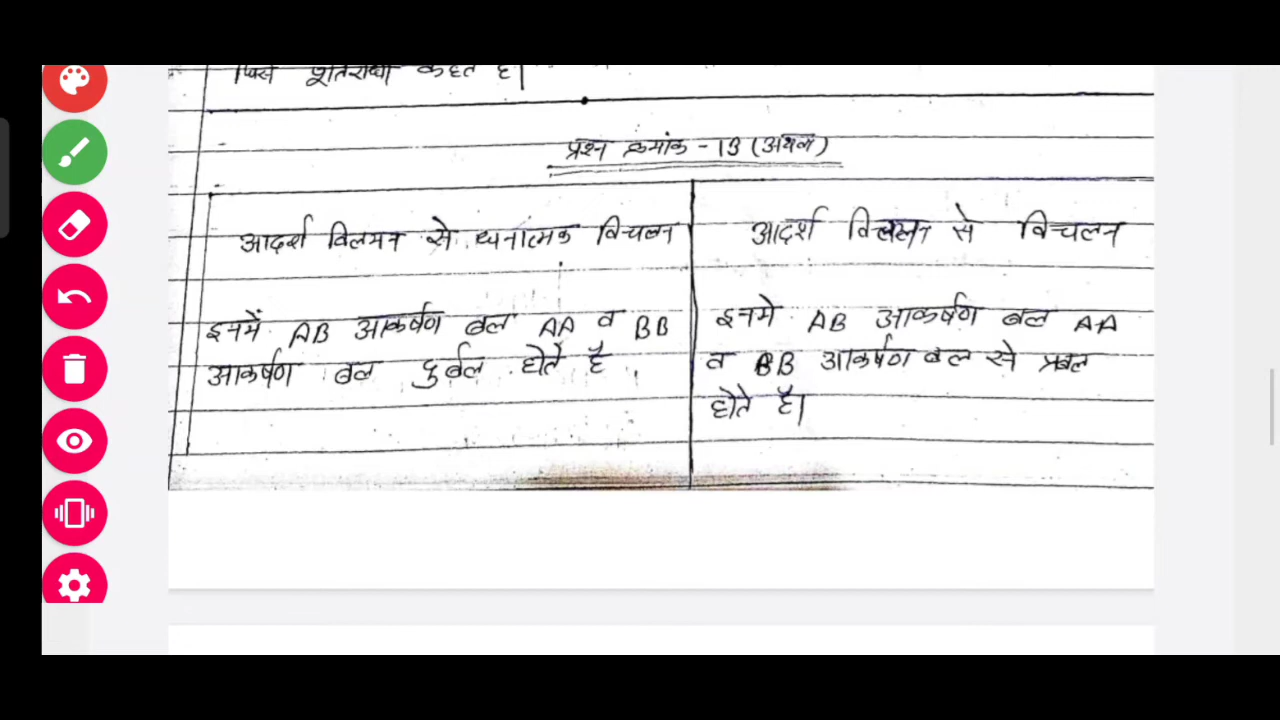 कहते है।
प्रश्न क्रमांक - 13 (अथवा)
आदर्श विलयन से धनात्मक विचलन
आदर्श विलयन से विचलन
इनमें AB आकर्षण बल AA व BB
आकर्षण बल दुर्बल होते है
इनमे AB आकर्षण बल AA
व BB आकर्षण बल से प्रबल
होते है।